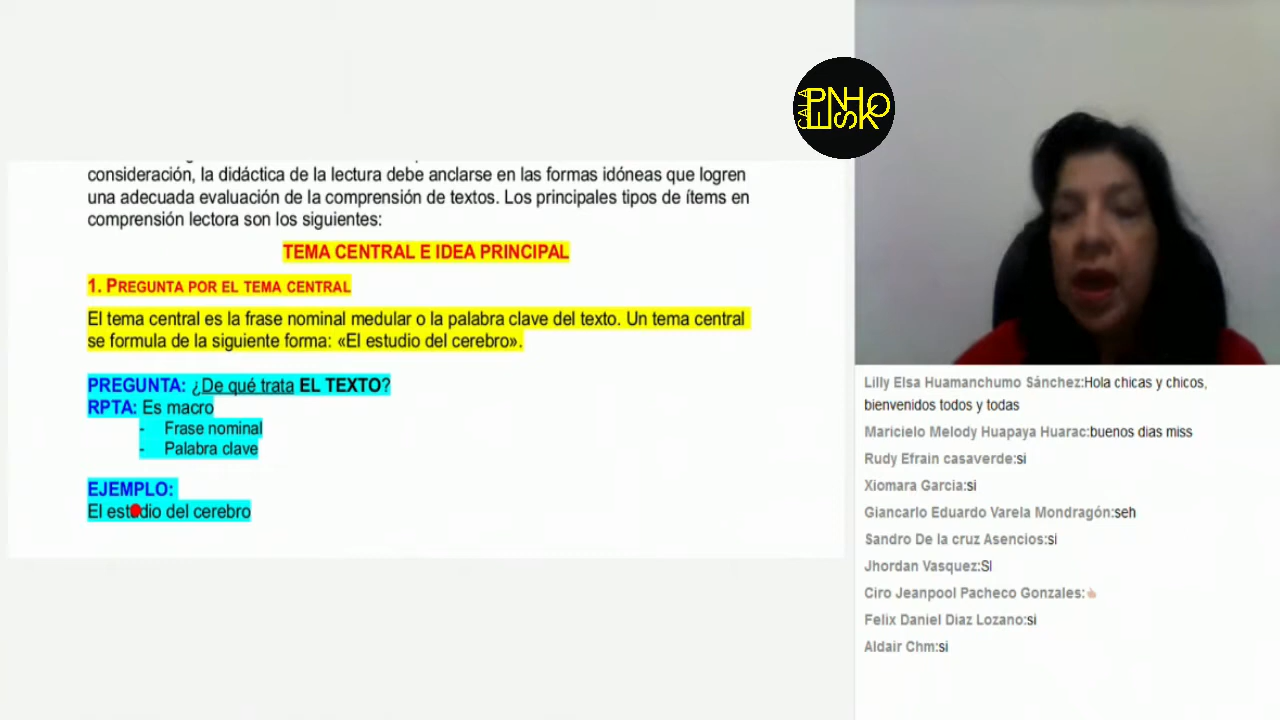 consideración, la didáctica de la lectura debe anclarse en las formas idóneas que logren
una adecuada evaluación de la comprensión de textos. Los principales tipos de ítems en
comprensión lectora son los siguientes:
TEMA CENTRAL E IDEA PRINCIPAL
1. PREGUNTA POR EL TEMA CENTRAL
El tema central es la frase nominal medular o la palabra clave del texto. Un tema central
se formula de la siguiente forma: «El estudio del cerebro».
PREGUNTA: ¿De qué trata EL TEXTO?
RPTA: Es macro
- Frase nominal
- Palabra clave
EJEMPLO:
El estudio del cerebro
CALA
PNHO
ESK
Lilly Elsa Huamanchumo Sánchez:Hola chicas y chicos,
bienvenidos todos y todas
Maricielo Melody Huapaya Huarac:buenos dias miss
Rudy Efrain casaverde:si
Xiomara Garcia:si
Giancarlo Eduardo Varela Mondragón:seh
Sandro De la cruz Asencios:si
Jhordan Vasquez:SI
Ciro Jeanpool Pacheco Gonzales:
Felix Daniel Diaz Lozano:si
Aldair Chm:si